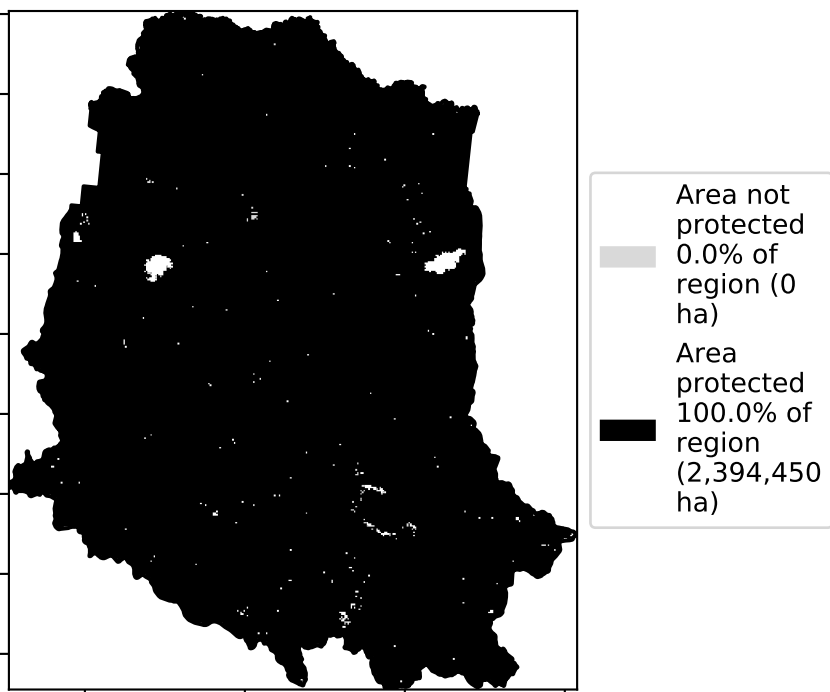 Area not
protected
0.0% of
region (0
ha)
Area
protected
100.0% of
region
(2,394,450
ha)